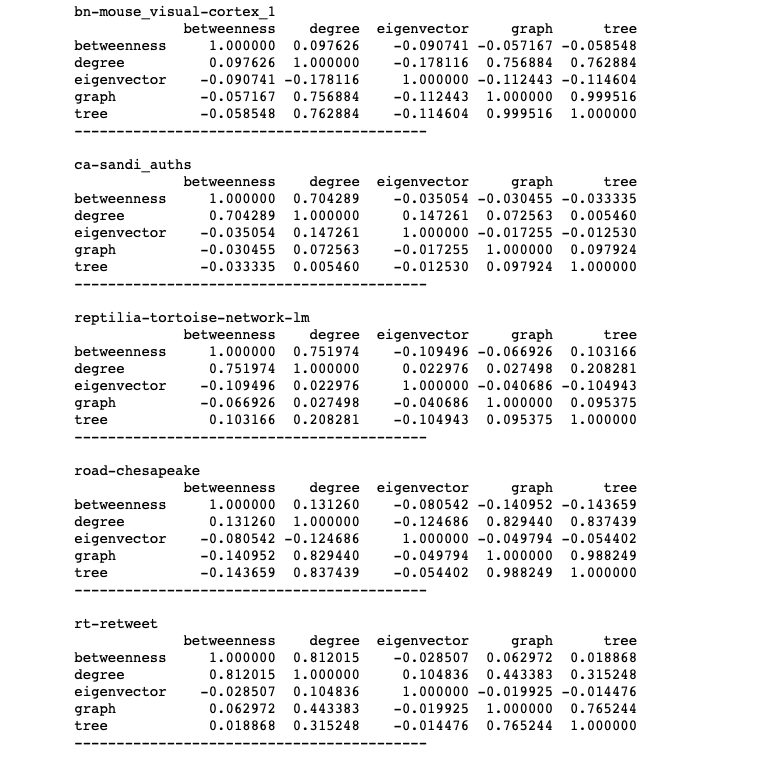 bn-mouse_visual-cortex_1
betweenness degree eigenvector graph tree
betweenness 1.000000 0.097626 -0.090741 -0.057167 -0.058548
degree 0.097626 1.000000 -0.178116 0.756884 0.762884
eigenvector -0.090741 -0.178116 1.000000 -0.112443 -0.114604
graph -0.057167 0.756884 -0.112443 1.000000 0.999516
tree -0.058548 0.762884 -0.114604 0.999516 1.000000
-----------------------------------------
ca-sandi_auths
betweenness degree eigenvector graph tree
betweenness 1.000000 0.704289 -0.035054 -0.030455 -0.033335
degree 0.704289 1.000000 0.147261 0.072563 0.005460
eigenvector -0.035054 0.147261 1.000000 -0.017255 -0.012530
graph -0.030455 0.072563 -0.017255 1.000000 0.097924
tree -0.033335 0.005460 -0.012530 0.097924 1.000000
-----------------------------------------
reptilia-tortoise-network-lm
betweenness degree eigenvector graph tree
betweenness 1.000000 0.751974 -0.109496 -0.066926 0.103166
degree 0.751974 1.000000 0.022976 0.027498 0.208281
eigenvector -0.109496 0.022976 1.000000 -0.040686 -0.104943
graph -0.066926 0.027498 -0.040686 1.000000 0.095375
tree 0.103166 0.208281 -0.104943 0.095375 1.000000
-----------------------------------------
road-chesapeake
betweenness degree eigenvector graph tree
betweenness 1.000000 0.131260 -0.080542 -0.140952 -0.143659
degree 0.131260 1.000000 -0.124686 0.829440 0.837439
eigenvector -0.080542 -0.124686 1.000000 -0.049794 -0.054402
graph -0.140952 0.829440 -0.049794 1.000000 0.988249
tree -0.143659 0.837439 -0.054402 0.988249 1.000000
-----------------------------------------
rt-retweet
betweenness degree eigenvector graph tree
betweenness 1.000000 0.812015 -0.028507 0.062972 0.018868
degree 0.812015 1.000000 0.104836 0.443383 0.315248
eigenvector -0.028507 0.104836 1.000000 -0.019925 -0.014476
graph 0.062972 0.443383 -0.019925 1.000000 0.765244
tree 0.018868 0.315248 -0.014476 0.765244 1.000000
-----------------------------------------